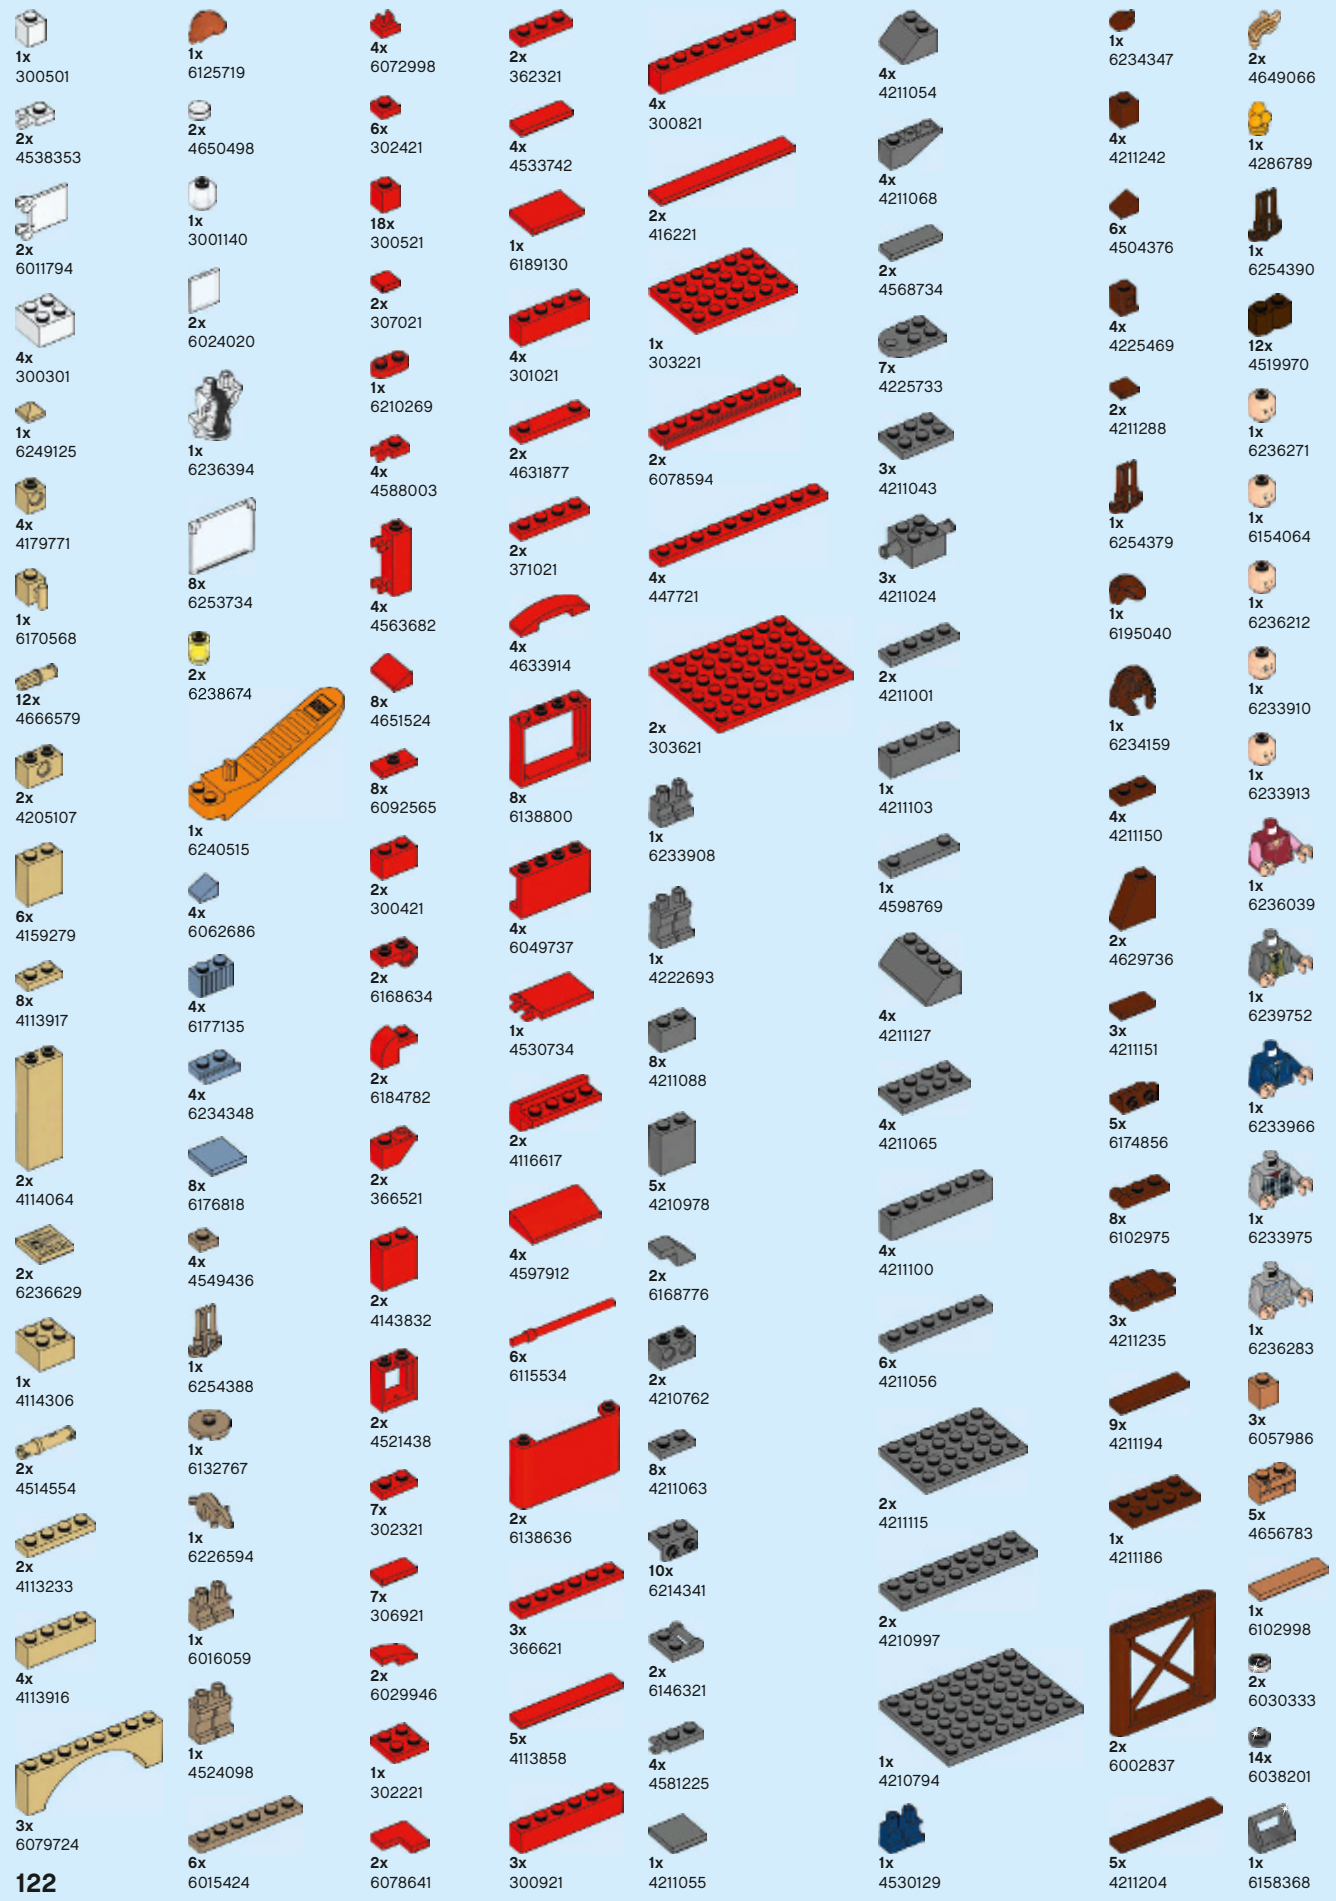 1x
300501
2x
4538353
2x
6011794
4x
300301
1x
6249125
4x
4179771
1x
6170568
12x
4666579
2x
4205107
6x
4159279
8x
4113917
2x
4114064
2x
6236629
1x
4114306
2x
4514554
2x
4113233
4x
4113916
3x
6079724
122
1x
6125719
2x
4650498
1x
3001140
2x
6024020
1x
6236394
8x
6253734
2x
6238674
1x
6240515
4x
6062686
4x
6177135
4x
6234348
8x
6176818
4x
4549436
1x
6254388
1x
6132767
1x
6226594
1x
6016059
1x
4524098
6x
6015424
4x
6072998
6x
302421
18x
300521
2x
307021
1x
6210269
4x
4588003
4x
4563682
8x
4651524
8x
6092565
2x
300421
2x
6168634
2x
6184782
2x
366521
2x
4143832
2x
4521438
7x
302321
7x
306921
2x
6029946
1x
302221
2x
6078641
2x
362321
4x
4533742
1x
6189130
4x
301021
2x
4631877
2x
371021
4x
4633914
8x
6138800
4x
6049737
1x
4530734
2x
4116617
4x
4597912
6x
6115534
2x
6138636
3x
366621
5x
4113858
3x
300921
4x
300821
2x
416221
1x
303221
2x
6078594
4x
447721
2x
303621
1x
6233908
1x
4222693
8x
4211088
5x
4210978
2x
6168776
2x
4210762
8x
4211063
10x
6214341
2x
6146321
4x
4581225
1x
4211055
4x
4211054
4x
4211068
2x
4568734
7x
4225733
3x
4211043
3x
4211024
2x
4211001
1x
4211103
1x
4598769
4x
4211127
4x
4211065
4x
4211100
6x
4211056
2x
4211115
2x
4210997
1x
4210794
1x
4530129
1x
6234347
4x
4211242
6x
4504376
4x
4225469
2x
4211288
1x
6254379
1x
6195040
1x
6234159
4x
4211150
2x
4629736
3x
4211151
5x
6174856
8x
6102975
3x
4211235
9x
4211194
1x
4211186
2x
6002837
5x
4211204
2x
4649066
1x
4286789
1x
6254390
12x
4519970
1x
6236271
1x
6154064
1x
6236212
1x
6233910
1x
6233913
1x
6236039
1x
6239752
1x
6233966
1x
6233975
1x
6236283
3x
6057986
5x
4656783
1x
6102998
2x
6030333
14x
6038201
1x
6158368